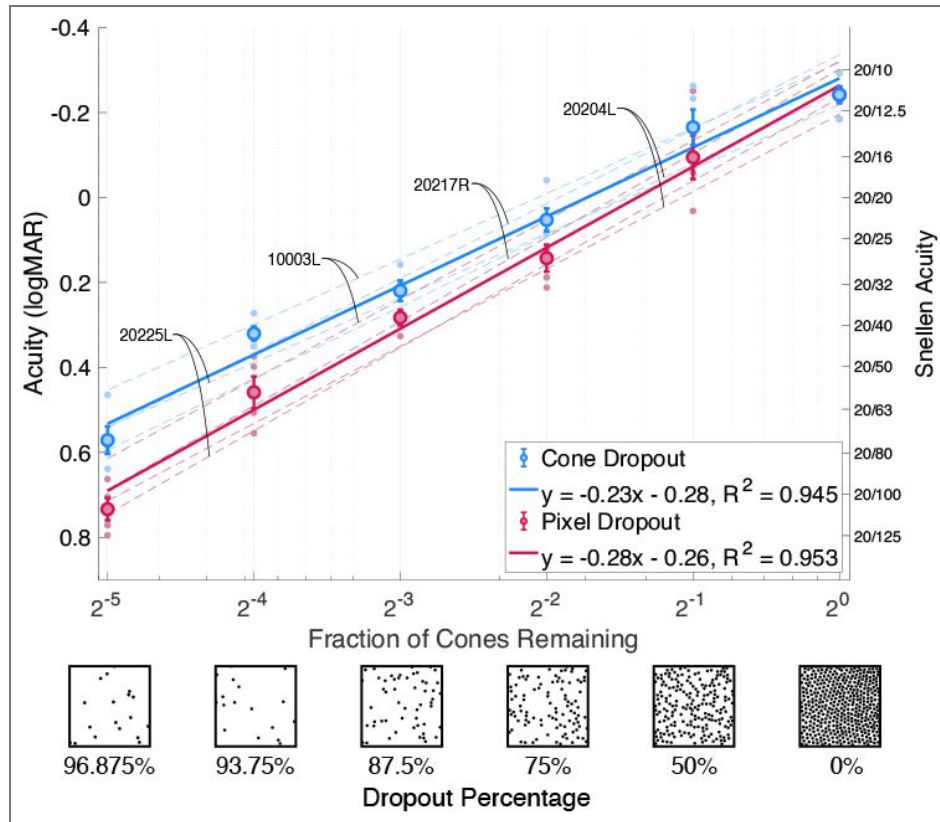 -0.4
-0.2
0
0.2
0.4
0.6
0.8
Acuity (logMAR)
20/10
20/12.5
20/16
20/20
20/25
20/32
20/40
20/50
20/63
20/80
20/100
20/125
Snellen Acuity
20204L
20217R
10003L
20225L
Cone Dropout
y = -0.23x - 0.28, R² = 0.945
Pixel Dropout
y = -0.28x - 0.26, R² = 0.953
2⁻⁵ 2⁻⁴ 2⁻³ 2⁻² 2⁻¹ 2⁰
Fraction of Cones Remaining
96.875% 93.75% 87.5% 75% 50% 0%
Dropout Percentage